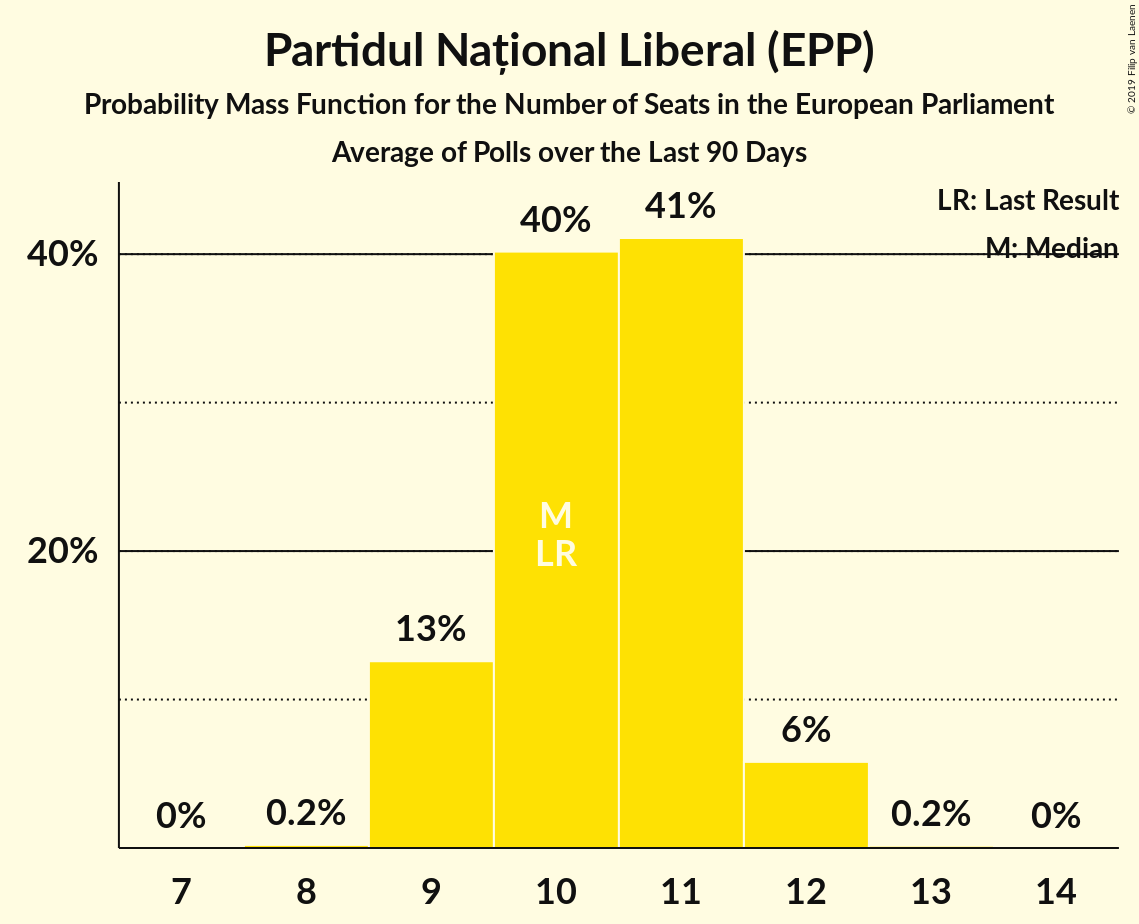 Partidul Național Liberal (EPP)
Probability Mass Function for the Number of Seats in the European Parliament
Average of Polls over the Last 90 Days
© 2019 Filip van Laenen
LR: Last Result
M: Median
40%
20%
0%
0.2%
13%
40%
41%
6%
0.2%
0%
M
LR
7 8 9 10 11 12 13 14